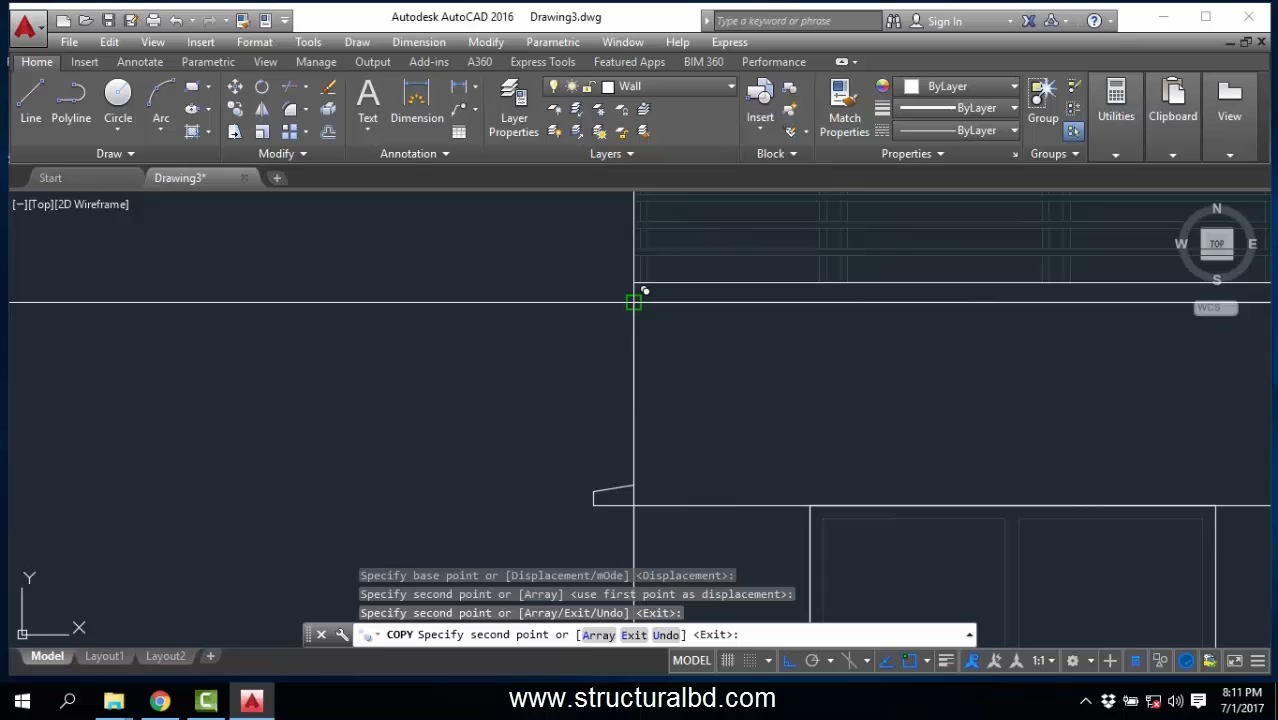 Autodesk AutoCAD 2016 Drawing3.dwg
Type a keyword or phrase
Sign In
File Edit View Insert Format Tools Draw Dimension Modify Parametric Window Help Express
Home Insert Annotate Parametric View Manage Output Add-ins A360 Express Tools Featured Apps BIM 360 Performance
Wall
ByLayer
ByLayer
ByLayer
Line Polyline Circle Arc
Text Dimension
Layer Properties
Insert
Match Properties
Group
Utilities
Clipboard
View
Draw Modify Annotation Layers Block Properties Groups
Start Drawing3*
[−][Top][2D Wireframe]
N
W TOP E
S
WCS
Y
X
Specify base point or [Displacement/mOde] <Displacement>:
Specify second point or [Array] <use first point as displacement>:
Specify second point or [Array/Exit/Undo] <Exit>:
COPY Specify second point or [Array Exit Undo] <Exit>:
Model Layout1 Layout2
MODEL
1:1
www.structuralbd.com
8:11 PM
7/1/2017